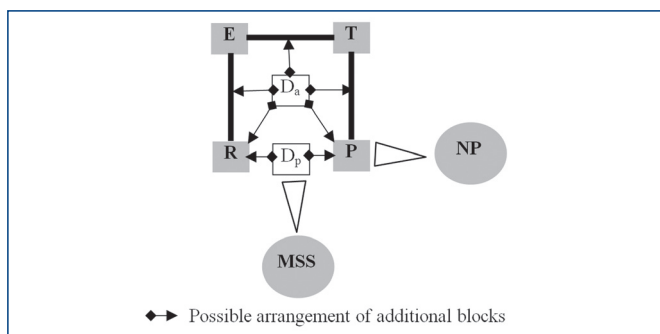 E T
Dₐ
R Dₚ P NP
MSS
Possible arrangement of additional blocks